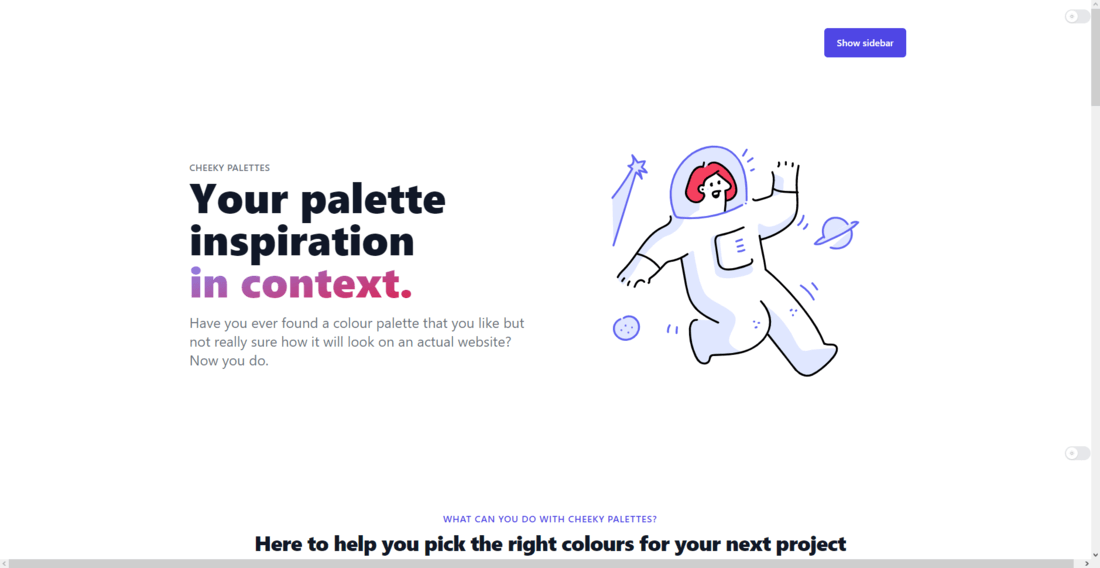 Show sidebar
CHEEKY PALETTES
Your palette
inspiration
in context.
Have you ever found a colour palette that you like but
not really sure how it will look on an actual website?
Now you do.
WHAT CAN YOU DO WITH CHEEKY PALETTES?
Here to help you pick the right colours for your next project